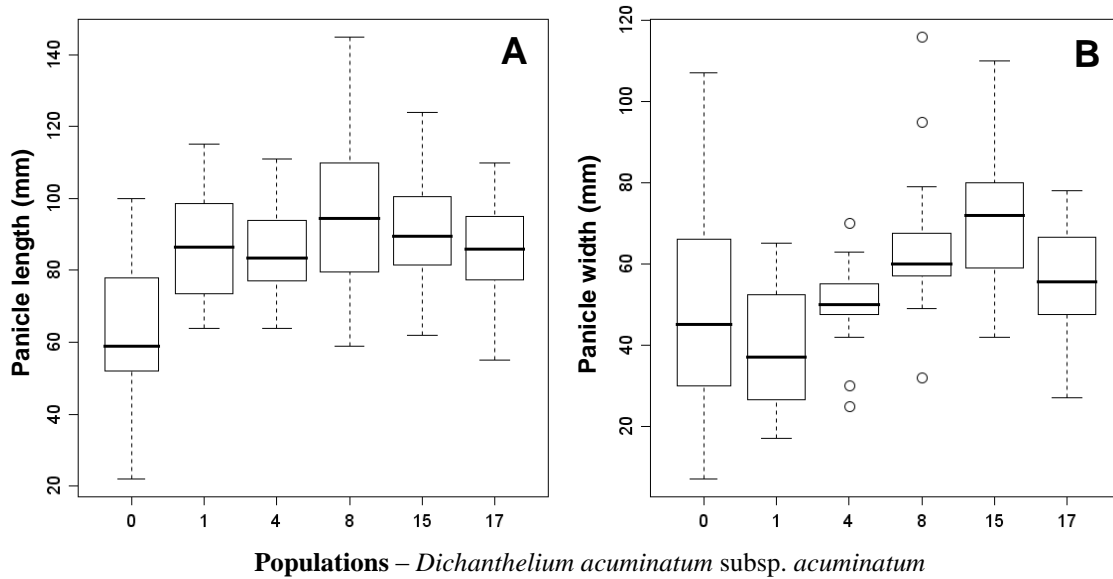 A
Panicle length (mm)
140
120
100
80
60
40
20
0 1 4 8 15 17
B
Panicle width (mm)
120
100
80
60
40
20
0 1 4 8 15 17
Populations – Dichanthelium acuminatum subsp. acuminatum